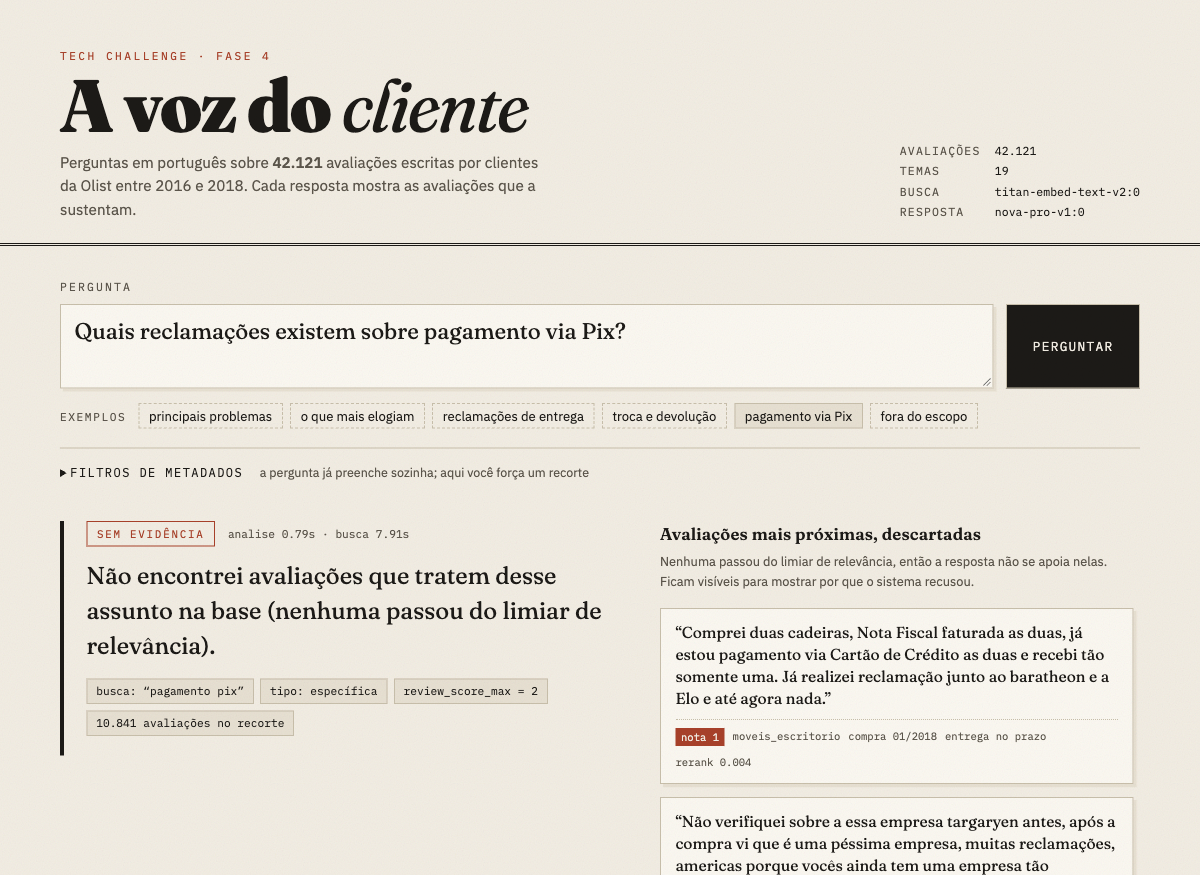 TECH CHALLENGE · FASE 4
A voz do cliente
Perguntas em português sobre 42.121 avaliações escritas por clientes
da Olist entre 2016 e 2018. Cada resposta mostra as avaliações que a
sustentam.
AVALIAÇÕES 42.121
TEMAS 19
BUSCA titan-embed-text-v2:0
RESPOSTA nova-pro-v1:0
PERGUNTA
Quais reclamações existem sobre pagamento via Pix?
PERGUNTAR
EXEMPLOS principais problemas o que mais elogiam reclamações de entrega troca e devolução pagamento via Pix fora do escopo
FILTROS DE METADADOS a pergunta já preenche sozinha; aqui você força um recorte
SEM EVIDÊNCIA analise 0.79s · busca 7.91s
Não encontrei avaliações que tratem desse
assunto na base (nenhuma passou do limiar de
relevância).
busca: “pagamento pix” tipo: específica review_score_max = 2
10.841 avaliações no recorte
Avaliações mais próximas, descartadas
Nenhuma passou do limiar de relevância, então a resposta não se apoia nelas.
Ficam visíveis para mostrar por que o sistema recusou.
“Comprei duas cadeiras, Nota Fiscal faturada as duas, já
estou pagamento via Cartão de Crédito as duas e recebi tão
somente uma. Já realizei reclamação junto ao baratheon e a
Elo e até agora nada.”
nota 1 moveis_escritorio compra 01/2018 entrega no prazo
rerank 0.004
“Não verifiquei sobre a essa empresa targaryen antes, após a
compra vi que é uma péssima empresa, muitas reclamações,
americas porque vocês ainda tem uma empresa tão